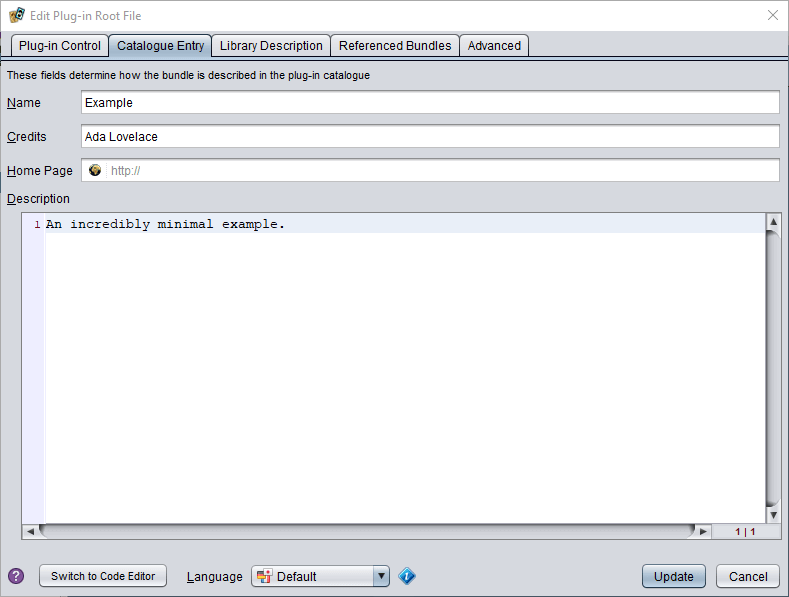 Edit Plug-in Root File
Plug-in Control Catalogue Entry Library Description Referenced Bundles Advanced
These fields determine how the bundle is described in the plug-in catalogue
Name Example
Credits Ada Lovelace
Home Page http://
Description
1 An incredibly minimal example.
1 | 1
? Switch to Code Editor Language Default i Update Cancel